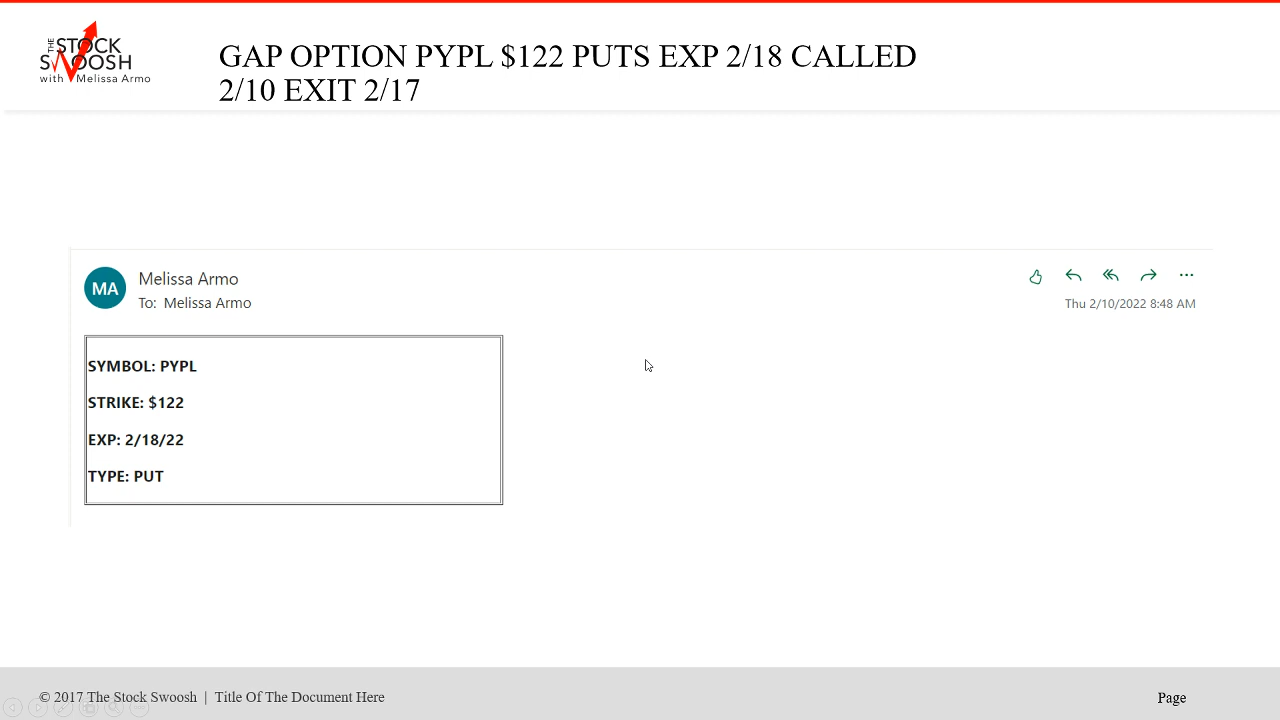 THE
STOCK
SWOOSH
with Melissa Armo
GAP OPTION PYPL $122 PUTS EXP 2/18 CALLED
2/10 EXIT 2/17
MA
Melissa Armo
To: Melissa Armo
Thu 2/10/2022 8:48 AM
SYMBOL: PYPL
STRIKE: $122
EXP: 2/18/22
TYPE: PUT
© 2017 The Stock Swoosh | Title Of The Document Here
Page